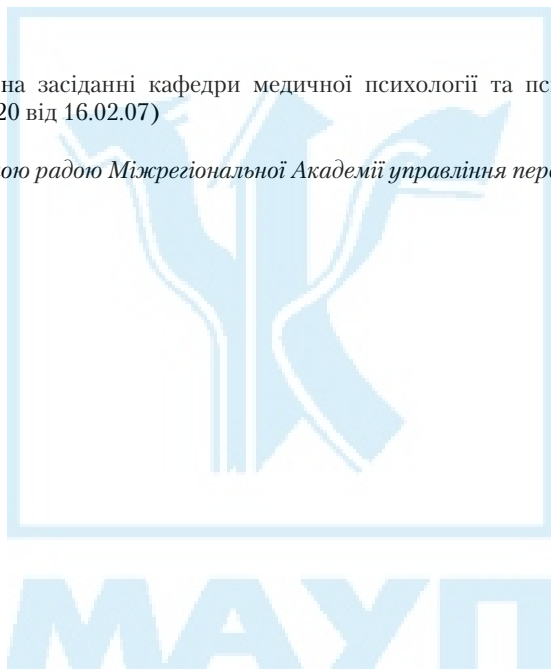 на засіданні кафедри медичної психології та пс
20 від 16.02.07)
ою радою Міжрегіональної Академії управління пер
МАУП